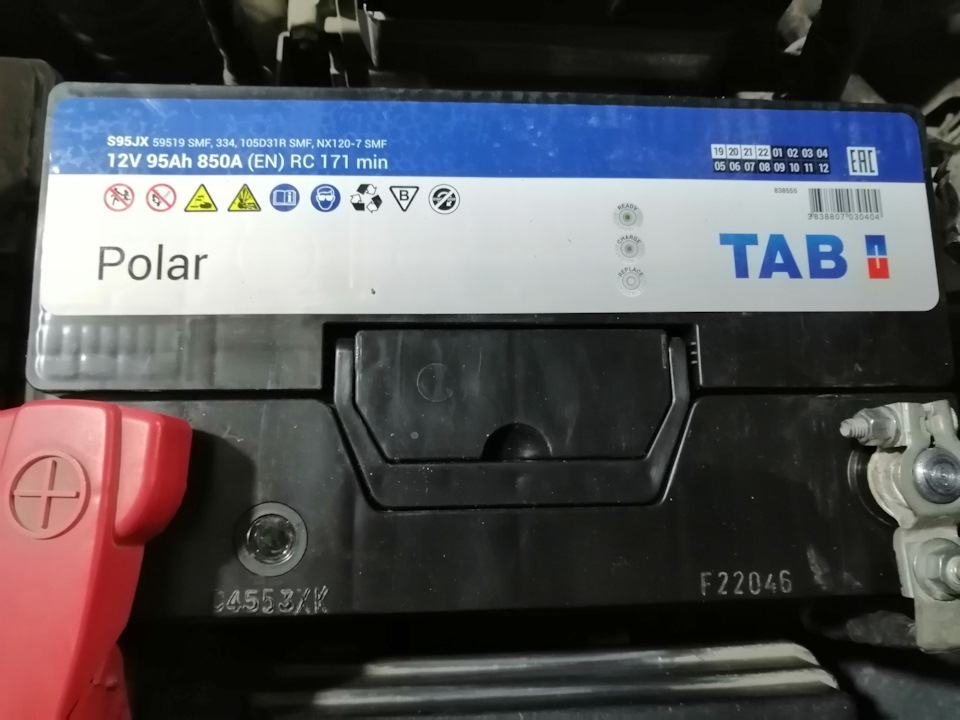 S95JX 59519 SMF, 334, 105D31R SMF, NX120-7 SMF
12V 95Ah 850A (EN) RC 171 min
19 20 21 22 01 02 03 04
05 06 07 08 09 10 11 12
EAC
838555
3838807030404
B
READY
CHARGE
REPLACE
Polar
TAB
4553XK
F22046